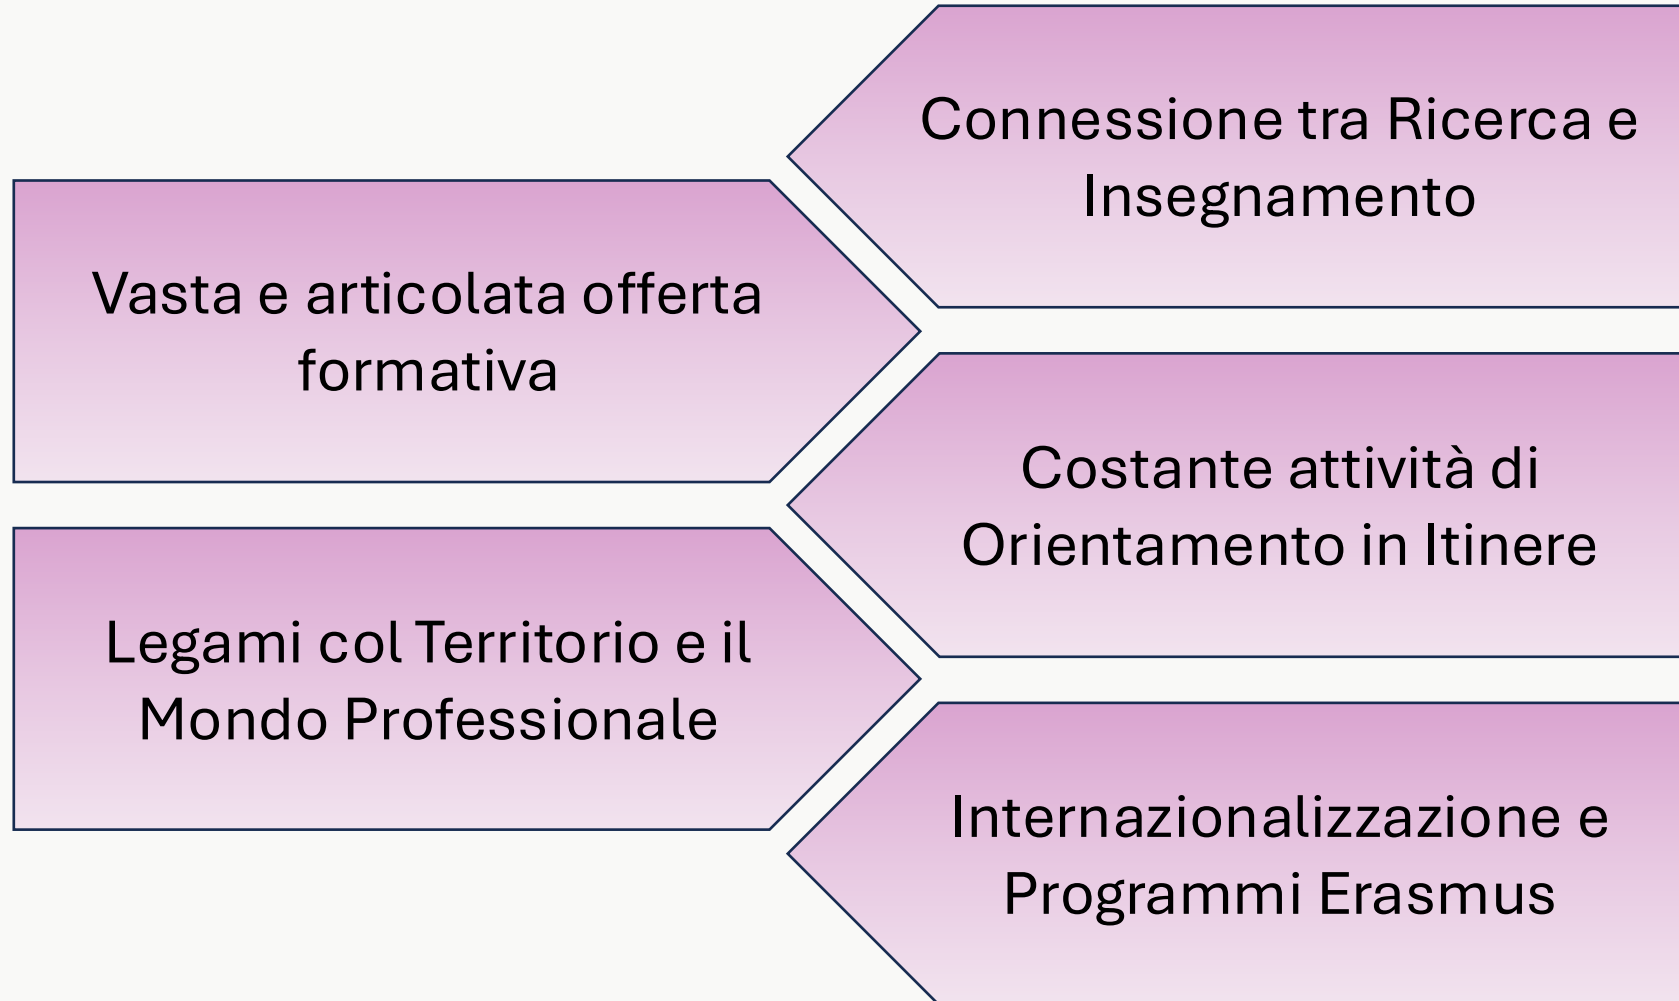 Connessione tra Ricerca e
Insegnamento
Vasta e articolata offerta
formativa
Costante attività di
Orientamento in Itinere
Legami col Territorio e il
Mondo Professionale
Internazionalizzazione e
Programmi Erasmus